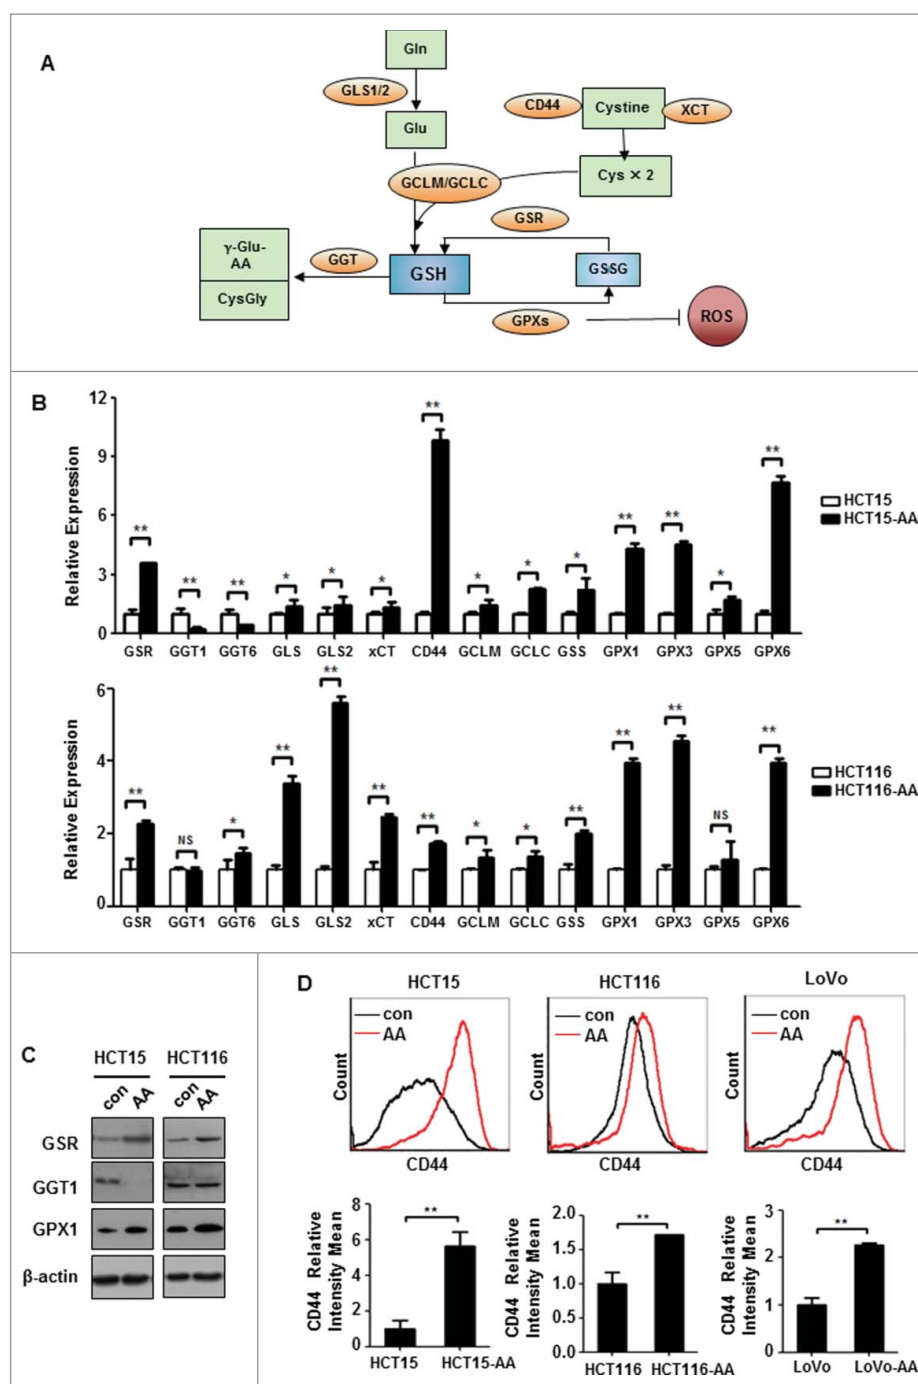 A
Gln
GLS1/2
Glu
CD44
Cystine
XCT
GCLM/GCLC
Cys × 2
GSR
γ-Glu-
AA
CysGly
GGT
GSH
GSSG
GPXs
ROS
B
Relative Expression
12
9
6
3
0
** ** ** * * * ** * * * ** ** * **
HCT15
HCT15-AA
GSR GGT1 GGT6 GLS GLS2 xCT CD44 GCLM GCLC GSS GPX1 GPX3 GPX5 GPX6
Relative Expression
6
4
2
0
** NS * ** ** ** ** * * ** ** ** NS **
HCT116
HCT116-AA
GSR GGT1 GGT6 GLS GLS2 xCT CD44 GCLM GCLC GSS GPX1 GPX3 GPX5 GPX6
C
HCT15 HCT116
con AA con AA
GSR
GGT1
GPX1
β-actin
D
HCT15
con
AA
Count
CD44
HCT116
con
AA
Count
CD44
LoVo
con
AA
Count
CD44
CD44 Relative
Intensity Mean
8
6
4
2
0
**
HCT15 HCT15-AA
CD44 Relative
Intensity Mean
2.0
1.5
1.0
0.5
0.0
**
HCT116 HCT116-AA
CD44 Relative
Intensity Mean
3
2
1
0
**
LoVo LoVo-AA